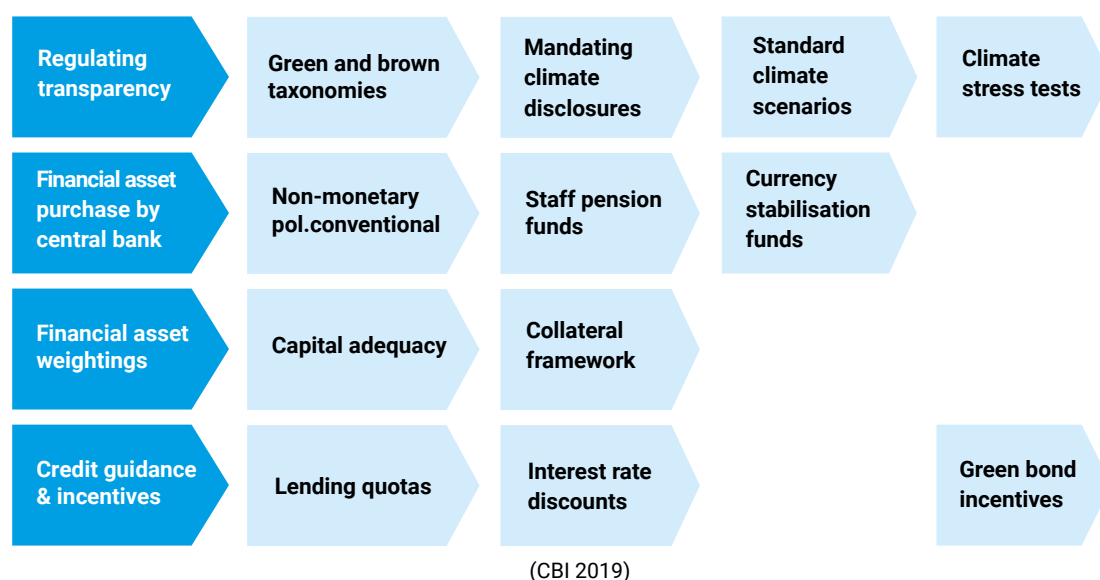 Regulating
transparency
Green and brown
taxonomies
Mandating
climate
disclosures
Standard
climate
scenarios
Climate
stress tests
Financial asset
purchase by
central bank
Non-monetary
pol.conventional
Staff pension
funds
Currency
stabilisation
funds
Financial asset
weightings
Capital adequacy
Collateral
framework
Credit guidance
& incentives
Lending quotas
Interest rate
discounts
Green bond
incentives
(CBI 2019)